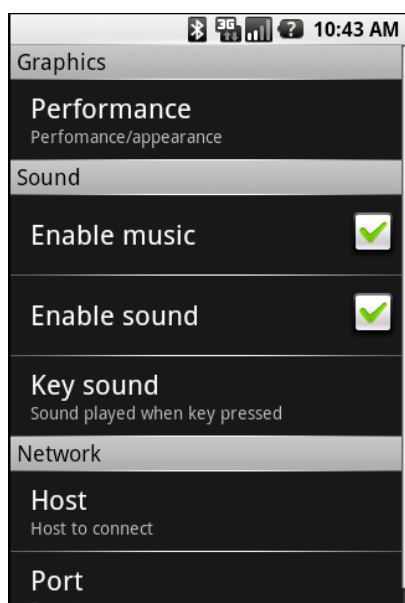 3G 10:43 AM
Graphics
Performance
Perfomance/appearance
Sound
Enable music
Enable sound
Key sound
Sound played when key pressed
Network
Host
Host to connect
Port